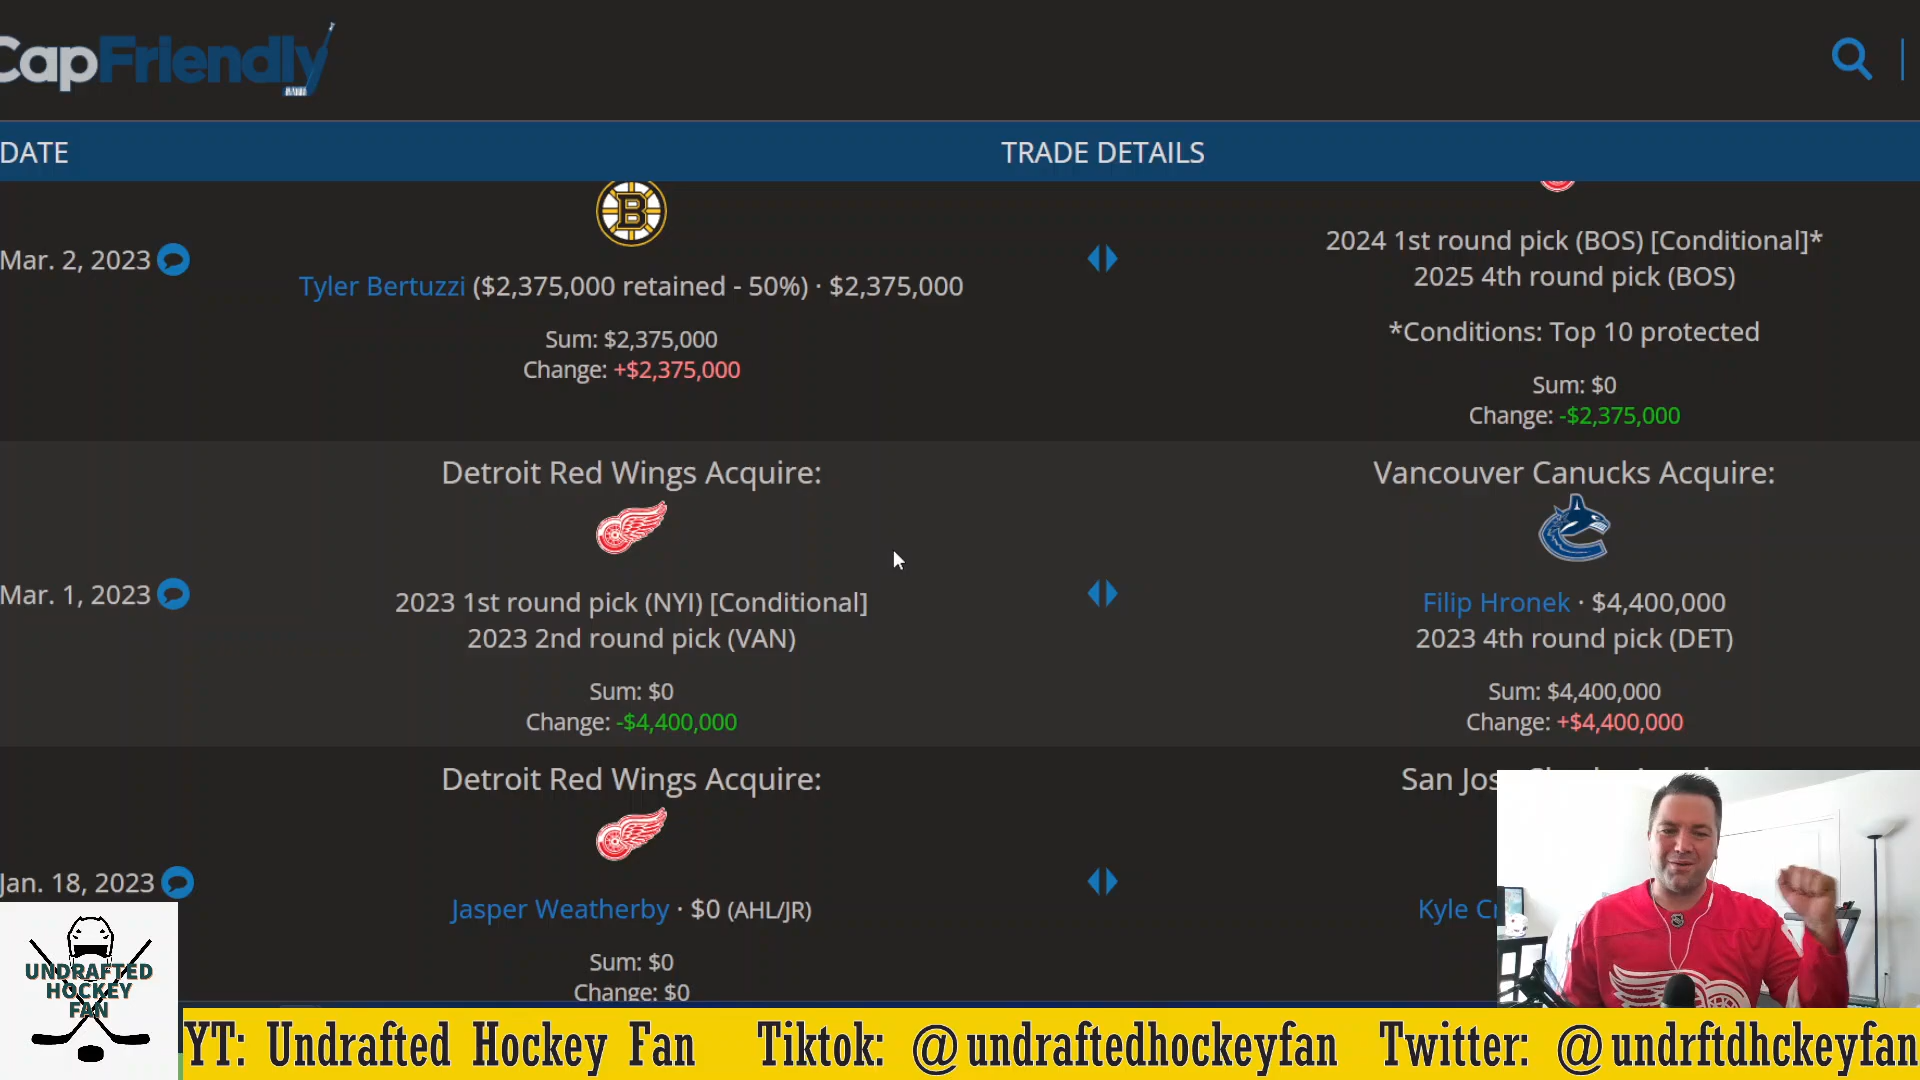 CapFriendly
DATE
TRADE DETAILS
B
Mar. 2, 2023
Tyler Bertuzzi ($2,375,000 retained - 50%) · $2,375,000
Sum: $2,375,000
Change: +$2,375,000
2024 1st round pick (BOS) [Conditional]*
2025 4th round pick (BOS)
*Conditions: Top 10 protected
Sum: $0
Change: -$2,375,000
Mar. 1, 2023
Detroit Red Wings Acquire:
2023 1st round pick (NYI) [Conditional]
2023 2nd round pick (VAN)
Sum: $0
Change: -$4,400,000
Vancouver Canucks Acquire:
Filip Hronek · $4,400,000
2023 4th round pick (DET)
Sum: $4,400,000
Change: +$4,400,000
Jan. 18, 2023
Detroit Red Wings Acquire:
Jasper Weatherby · $0 (AHL/JR)
Sum: $0
Change: $0
San Jos
Kyle Cr
UNDRAFTED
HOCKEY
FAN
YT: Undrafted Hockey Fan Tiktok: @undraftedhockeyfan Twitter: @undrftdhckeyfan